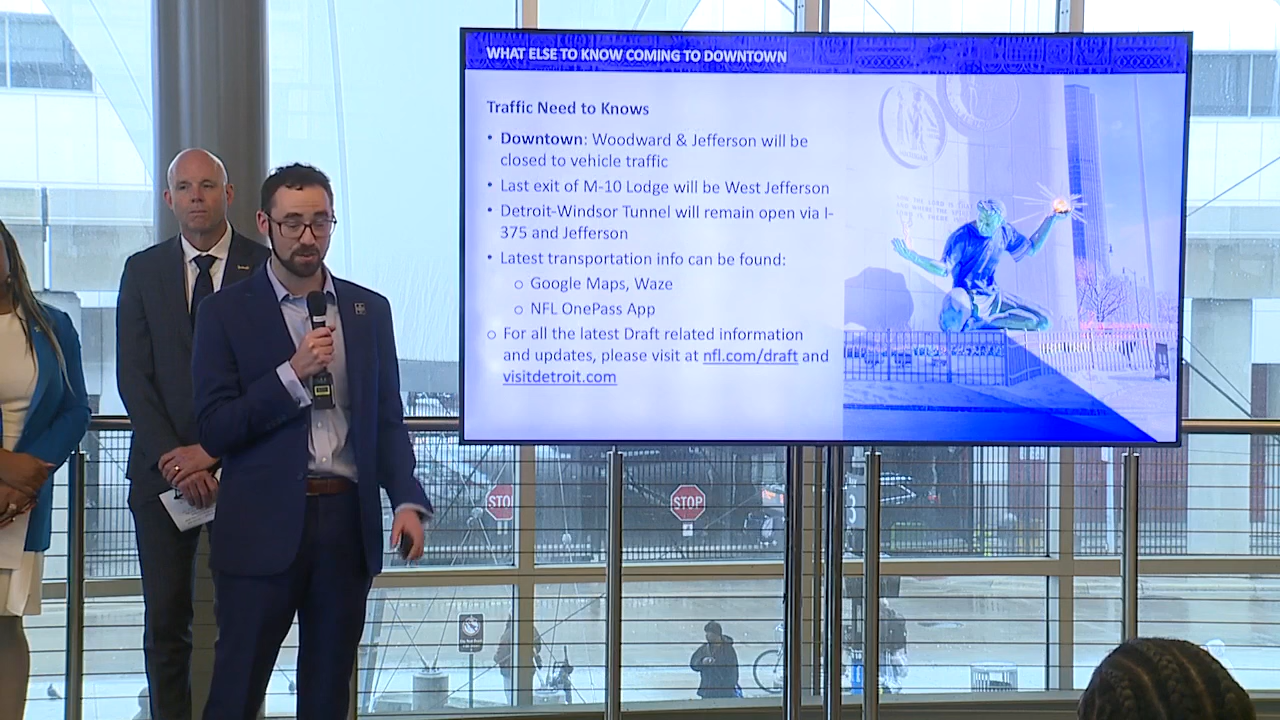 WHAT ELSE TO KNOW COMING TO DOWNTOWN
Traffic Need to Knows
• Downtown: Woodward & Jefferson will be
closed to vehicle traffic
• Last exit of M-10 Lodge will be West Jefferson
• Detroit-Windsor Tunnel will remain open via I-
375 and Jefferson
• Latest transportation info can be found:
o Google Maps, Waze
o NFL OnePass App
o For all the latest Draft related information
and updates, please visit at nfl.com/draft and
visitdetroit.com
STO
STOP